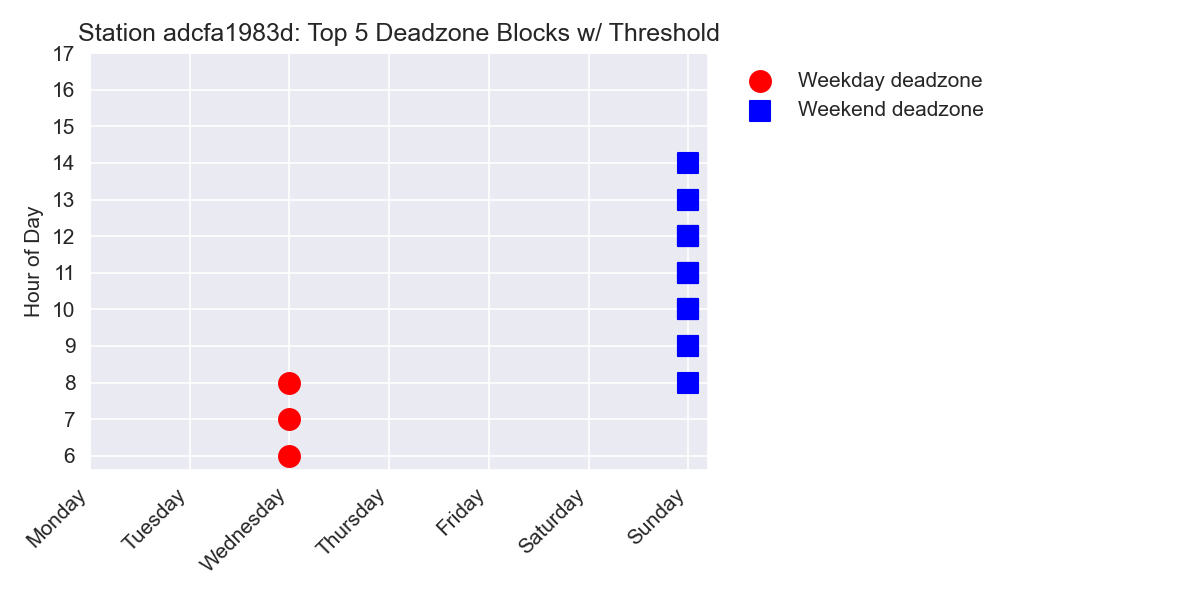 Station adcfa1983d: Top 5 Deadzone Blocks w/ Threshold
17
16
15
14
13
12
11
10
9
8
7
6
Hour of Day
Monday
Tuesday
Wednesday
Thursday
Friday
Saturday
Sunday
Weekday deadzone
Weekend deadzone